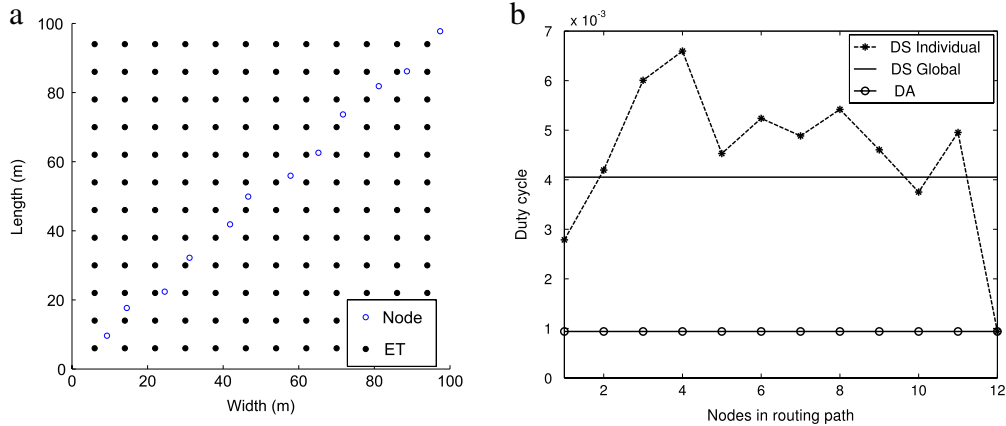 a
100
80
60
40
20
0
0 20 40 60 80 100
Length (m)
Width (m)
Node
ET
b
x 10-3
7
6
5
4
3
2
1
0
2 4 6 8 10 12
Duty cycle
Nodes in routing path
DS Individual
DS Global
DA